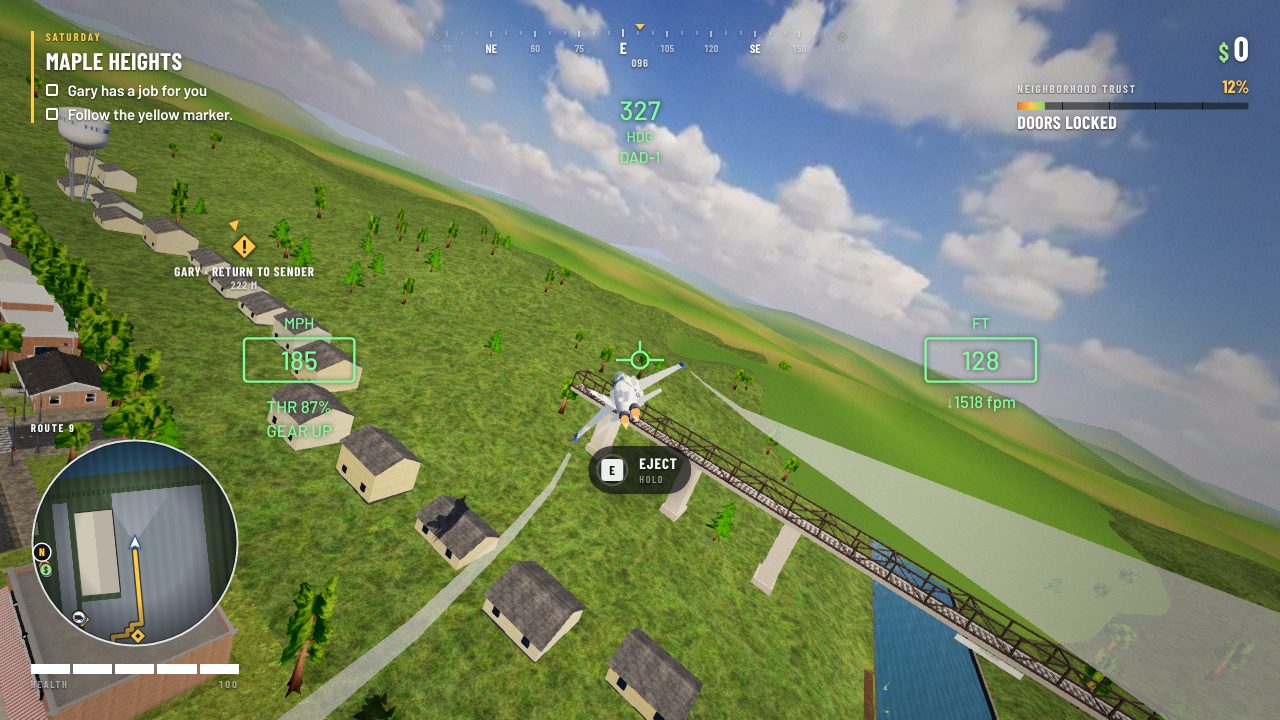 SATURDAY
MAPLE HEIGHTS
Gary has a job for you
Follow the yellow marker.
30 NE 60 75 E 105 120 SE 150 165
096
327
HDG
DAD-1
$0
NEIGHBORHOOD TRUST 12%
DOORS LOCKED
GARY · RETURN TO SENDER
222 M
MPH
185
THR 87%
GEAR UP
FT
128
↓1518 fpm
E EJECT
HOLD
ROUTE 9
N
$
HEALTH 100